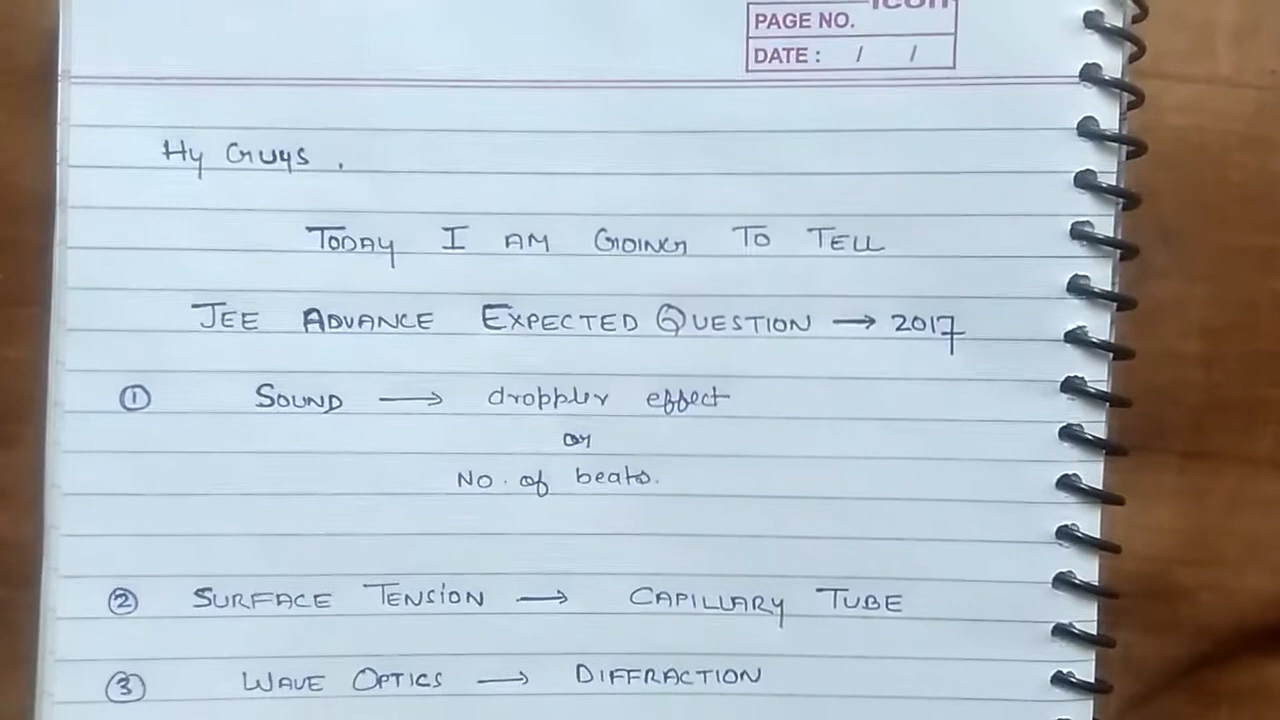 icon
PAGE NO.
DATE : / /
Hy Guys .
TODAY I AM GOING TO TELL
JEE ADVANCE EXPECTED QUESTION → 2017
① SOUND → droppler effect
or
No. of beats.
② SURFACE TENSION → CAPILLARY TUBE
③ WAVE OPTICS → DIFFRACTION